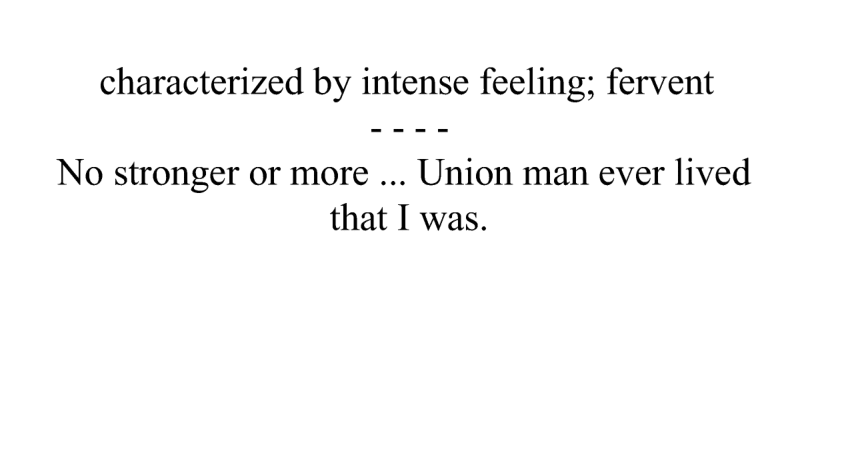 characterized by intense feeling; fervent
- - - -
No stronger or more ... Union man ever lived
that I was.